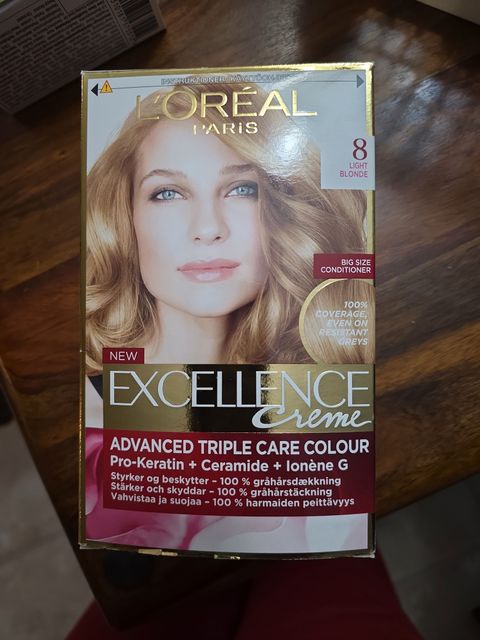 L'ORÉAL
PARIS
8
LIGHT
BLONDE
BIG SIZE
CONDITIONER
100%
COVERAGE,
EVEN ON
RESISTANT
GREYS
NEW
EXCELLENCE
Creme
ADVANCED TRIPLE CARE COLOUR
Pro-Keratin + Ceramide + Ionène G
Styrker og beskytter – 100 % gråhårsdækkning
Stärker och skyddar – 100 % gråhårstäckning
Vahvistaa ja suojaa – 100 % harmaiden peittävyys